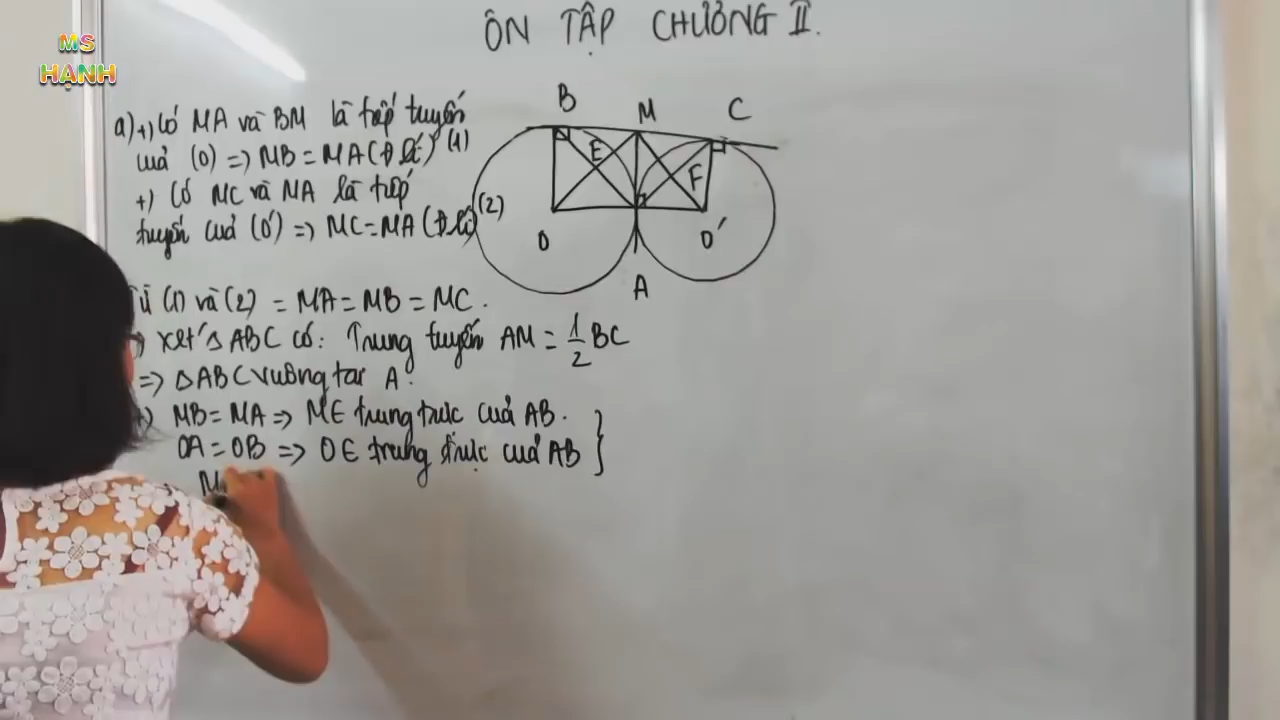 MS
HẠNH
ÔN TẬP CHƯƠNG II.
a) +) Có MA và BM là tiếp tuyến
của (O) => MB = MA (Đ lí) (1)
+) Có MC và MA là tiếp
tuyến của (O') => MC = MA (Đ lí) (2)
(1) và (2) = MA = MB = MC.
xét △ABC có: Trung tuyến AM = 1/2 BC
=> △ABC vuông tại A.
MB = MA => ME trung trực của AB.
OA = OB => OE trung trực của AB }
M
B
M
C
E
F
O
O'
A